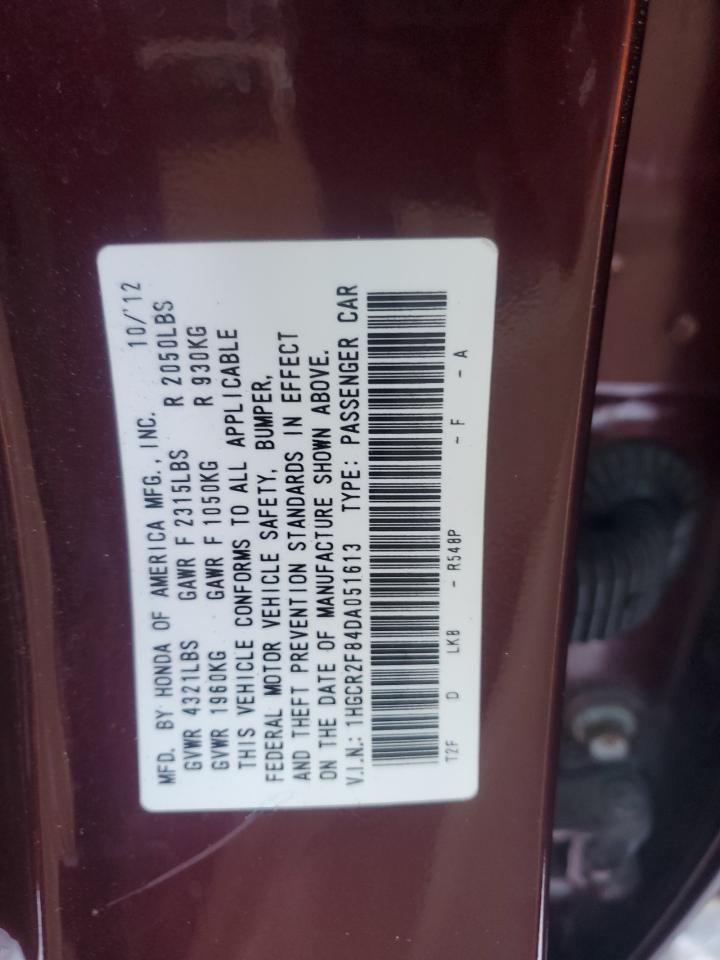 MFD. BY HONDA OF AMERICA MFG., INC. 10/'12
GVWR 4321LBS GAWR F 2315LBS R 2050LBS
GVWR 1960KG GAWR F 1050KG R 930KG
THIS VEHICLE CONFORMS TO ALL APPLICABLE
FEDERAL MOTOR VEHICLE SAFETY, BUMPER,
AND THEFT PREVENTION STANDARDS IN EFFECT
ON THE DATE OF MANUFACTURE SHOWN ABOVE.
V.I.N.: 1HGCR2F84DA051613 TYPE: PASSENGER CAR
T2F D LKB - R548P - F - A